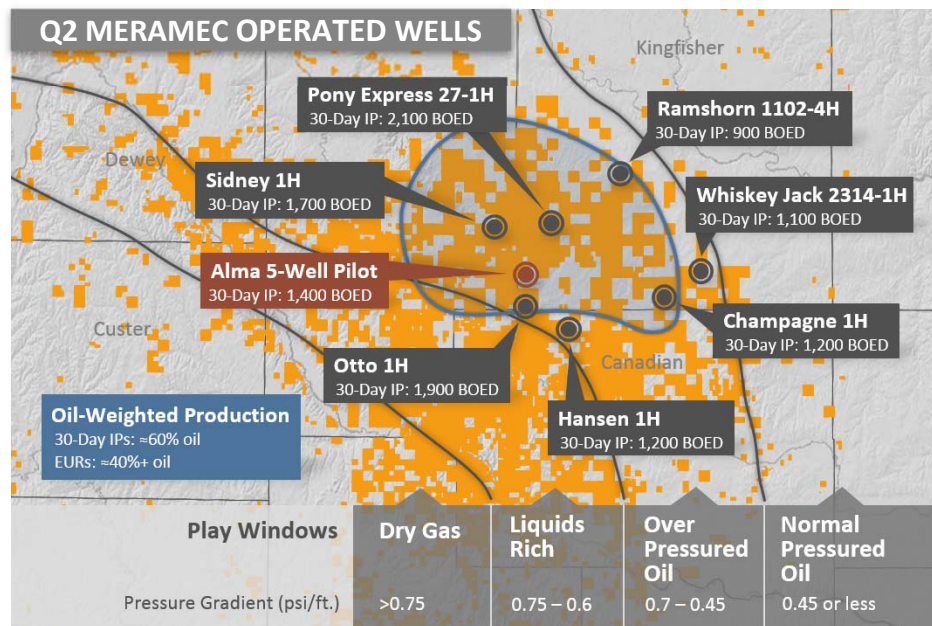 Q2 MERAMEC OPERATED WELLS
Kingfisher
Pony Express 27-1H
30-Day IP: 2,100 BOED
Ramshorn 1102-4H
30-Day IP: 900 BOED
Dewey
Sidney 1H
30-Day IP: 1,700 BOED
Whiskey Jack 2314-1H
30-Day IP: 1,100 BOED
Alma 5-Well Pilot
30-Day IP: 1,400 BOED
Custer
Champagne 1H
30-Day IP: 1,200 BOED
Otto 1H
30-Day IP: 1,900 BOED
Canadian
Hansen 1H
30-Day IP: 1,200 BOED
Oil-Weighted Production
30-Day IPs: ≈60% oil
EURs: ≈40%+ oil
Play Windows
Dry Gas
Liquids
Rich
Over
Pressured
Oil
Normal
Pressured
Oil
Pressure Gradient (psi/ft.)
>0.75
0.75 – 0.6
0.7 – 0.45
0.45 or less